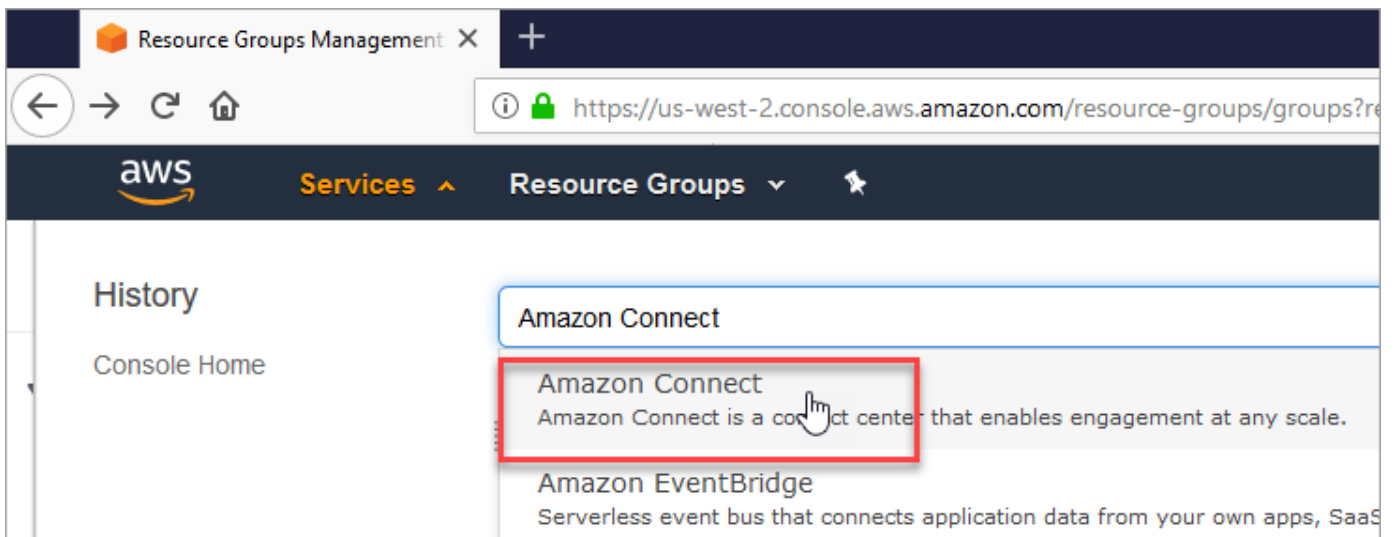 Resource Groups Management
https://us-west-2.console.aws.amazon.com/resource-groups/groups?re
aws
Services
Resource Groups
History
Amazon Connect
Console Home
Amazon Connect
Amazon Connect is a contact center that enables engagement at any scale.
Amazon EventBridge
Serverless event bus that connects application data from your own apps, SaaS